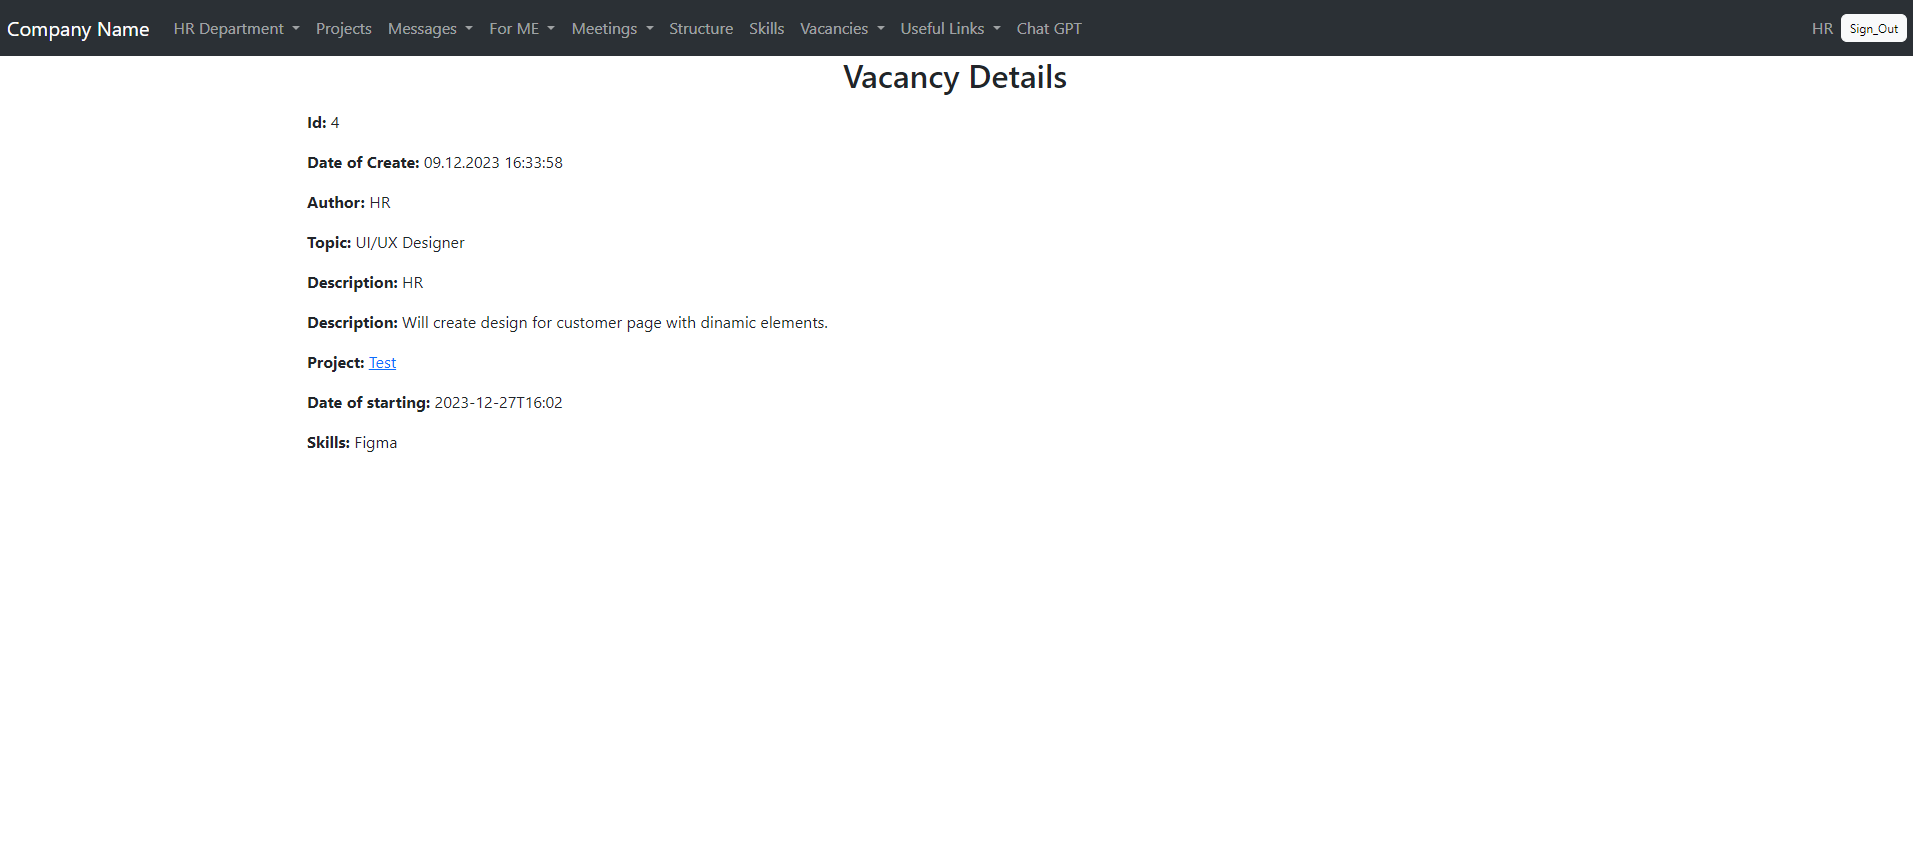 Company Name HR Department Projects Messages For ME Meetings Structure Skills Vacancies Useful Links Chat GPT HR Sign_Out
Vacancy Details
Id: 4
Date of Create: 09.12.2023 16:33:58
Author: HR
Topic: UI/UX Designer
Description: HR
Description: Will create design for customer page with dinamic elements.
Project: Test
Date of starting: 2023-12-27T16:02
Skills: Figma